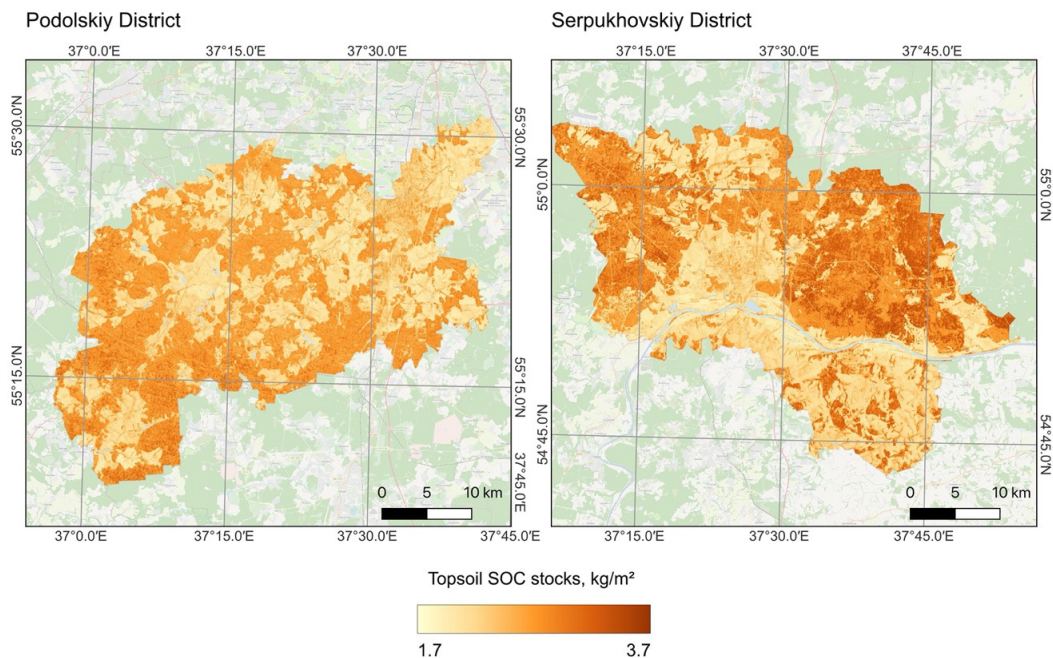 Podolskiy District
Serpukhovskiy District
37°0.0'E 37°15.0'E 37°30.0'E
37°15.0'E 37°30.0'E 37°45.0'E
55°30.0'N
55°30.0'N
55°0.0'N
55°0.0'N
55°15.0'N
55°15.0'N
54°45.0'N
54°45.0'N
37°45.0'E
0 5 10 km
0 5 10 km
37°0.0'E 37°15.0'E 37°30.0'E 37°45.0'E
37°15.0'E 37°30.0'E 37°45.0'E
Topsoil SOC stocks, kg/m²
1.7 3.7